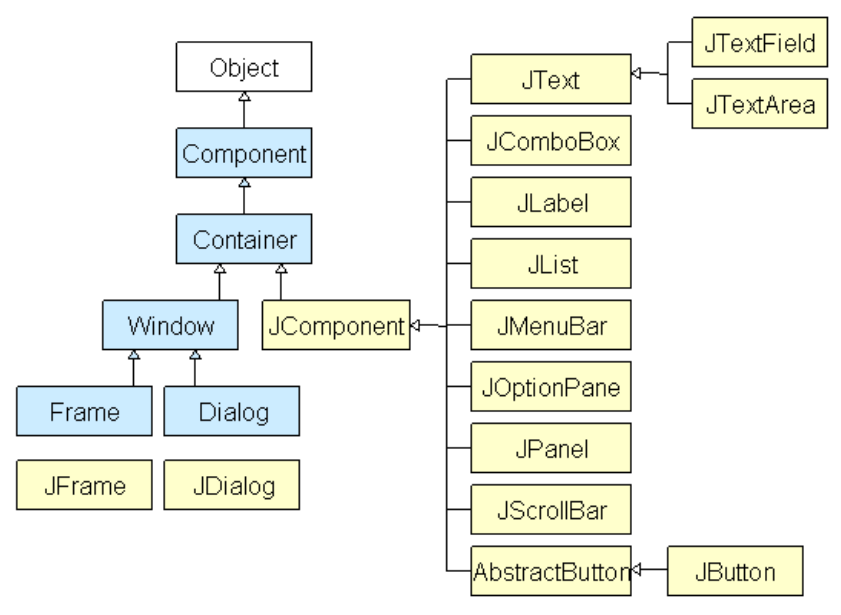 Object
Component
Container
Window
JComponent
Frame
Dialog
JFrame
JDialog
JText
JComboBox
JLabel
JList
JMenuBar
JOptionPane
JPanel
JScrollBar
AbstractButton
JTextField
JTextArea
JButton